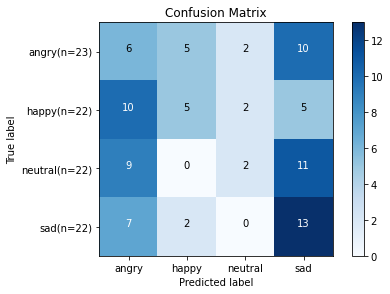 Confusion Matrix
angry(n=23) 6 5 2 10
happy(n=22) 10 5 2 5
neutral(n=22) 9 0 2 11
sad(n=22) 7 2 0 13
angry happy neutral sad
Predicted label
True label
12
10
8
6
4
2
0